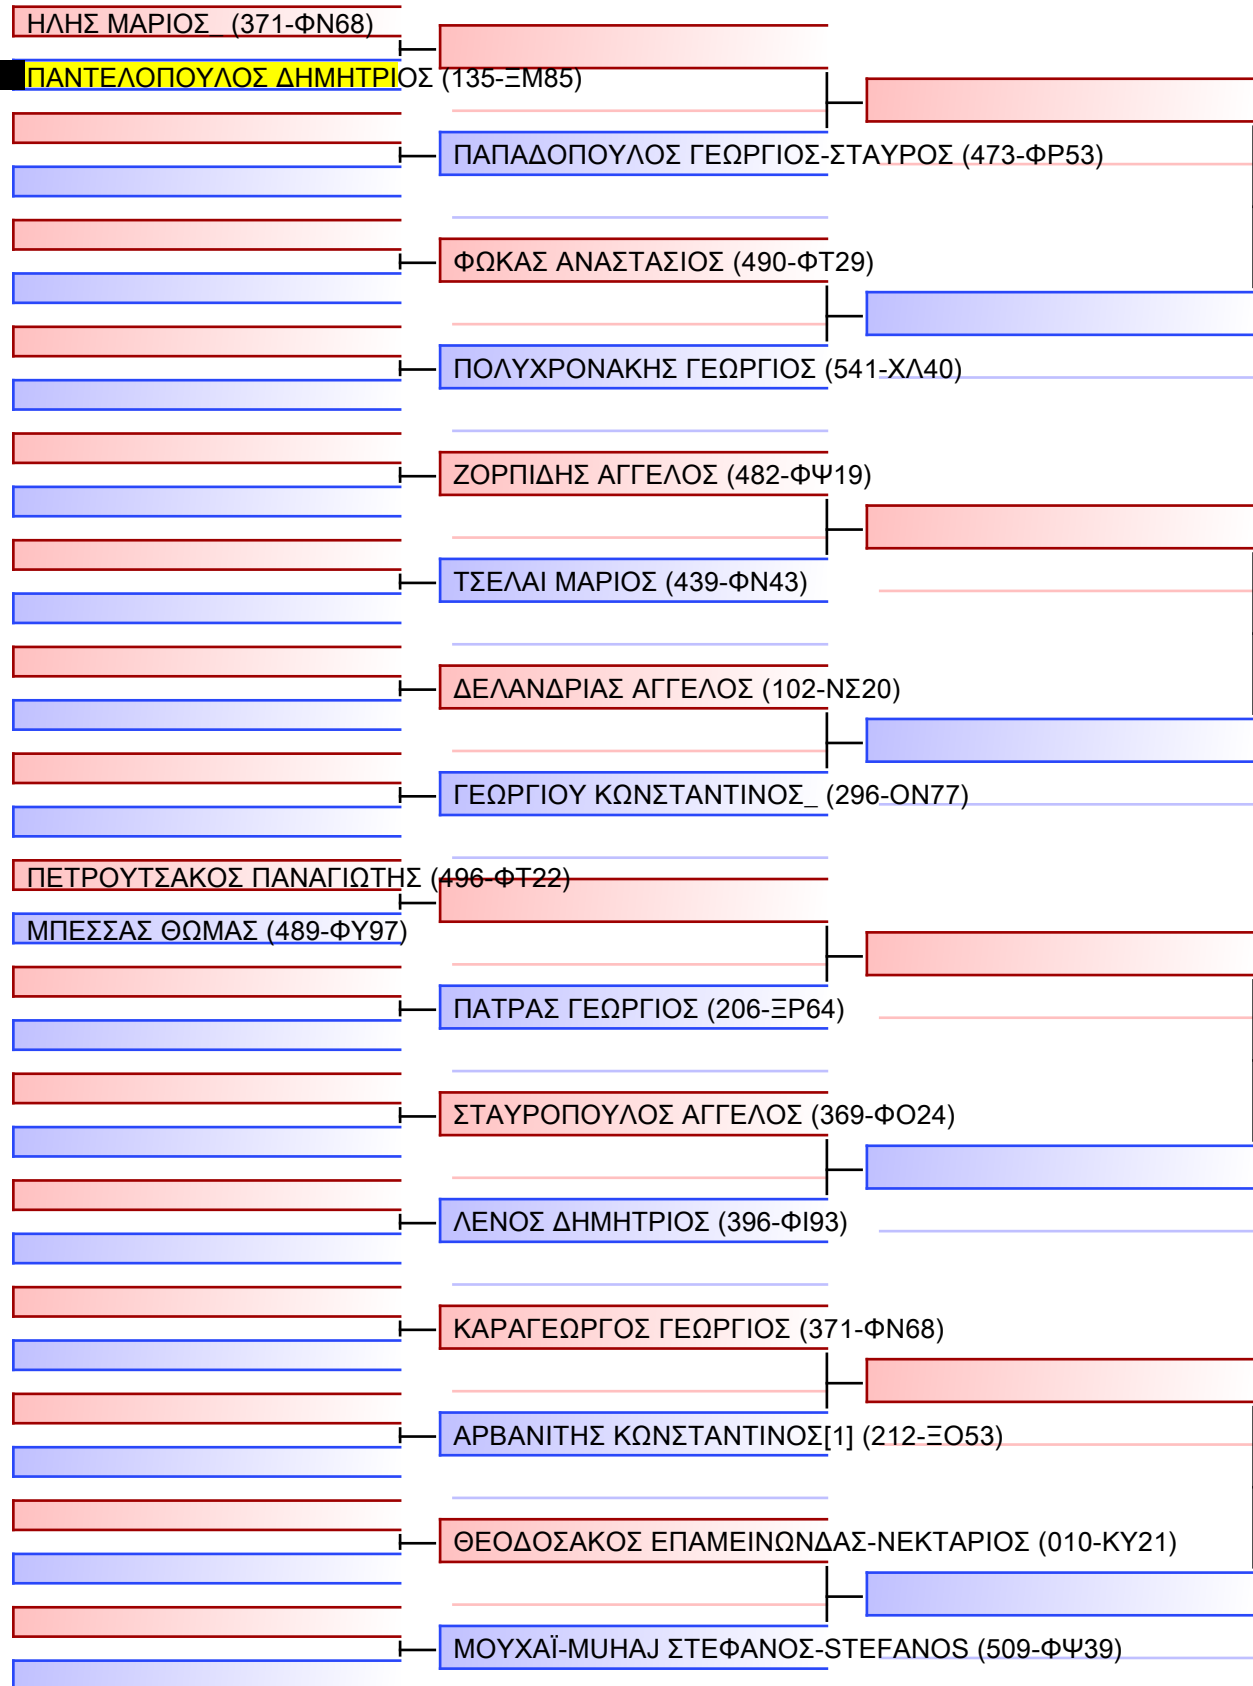 ΗΛΗΣ ΜΑΡΙΟΣ_ (371-ΦΝ68)
ΠΑΝΤΕΛΟΠΟΥΛΟΣ ΔΗΜΗΤΡΙΟΣ (135-ΞΜ85)
ΠΑΠΑΔΟΠΟΥΛΟΣ ΓΕΩΡΓΙΟΣ-ΣΤΑΥΡΟΣ (473-ΦΡ53)
ΦΩΚΑΣ ΑΝΑΣΤΑΣΙΟΣ (490-ΦΤ29)
ΠΟΛΥΧΡΟΝΑΚΗΣ ΓΕΩΡΓΙΟΣ (541-ΧΛ40)
ΖΟΡΠΙΔΗΣ ΑΓΓΕΛΟΣ (482-ΦΨ19)
ΤΣΕΛΑΙ ΜΑΡΙΟΣ (439-ΦΝ43)
ΔΕΛΑΝΔΡΙΑΣ ΑΓΓΕΛΟΣ (102-ΝΣ20)
ΓΕΩΡΓΙΟΥ ΚΩΝΣΤΑΝΤΙΝΟΣ_ (296-ΟΝ77)
ΠΕΤΡΟΥΤΣΑΚΟΣ ΠΑΝΑΓΙΩΤΗΣ (496-ΦΤ22)
ΜΠΕΣΣΑΣ ΘΩΜΑΣ (489-ΦΥ97)
ΠΑΤΡΑΣ ΓΕΩΡΓΙΟΣ (206-ΞΡ64)
ΣΤΑΥΡΟΠΟΥΛΟΣ ΑΓΓΕΛΟΣ (369-ΦΟ24)
ΛΕΝΟΣ ΔΗΜΗΤΡΙΟΣ (396-ΦΙ93)
ΚΑΡΑΓΕΩΡΓΟΣ ΓΕΩΡΓΙΟΣ (371-ΦΝ68)
ΑΡΒΑΝΙΤΗΣ ΚΩΝΣΤΑΝΤΙΝΟΣ[1] (212-ΞΟ53)
ΘΕΟΔΟΣΑΚΟΣ ΕΠΑΜΕΙΝΩΝΔΑΣ-ΝΕΚΤΑΡΙΟΣ (010-ΚΥ21)
ΜΟΥΧΑΪ-MUHAJ ΣΤΕΦΑΝΟΣ-STEFANOS (509-ΦΨ39)